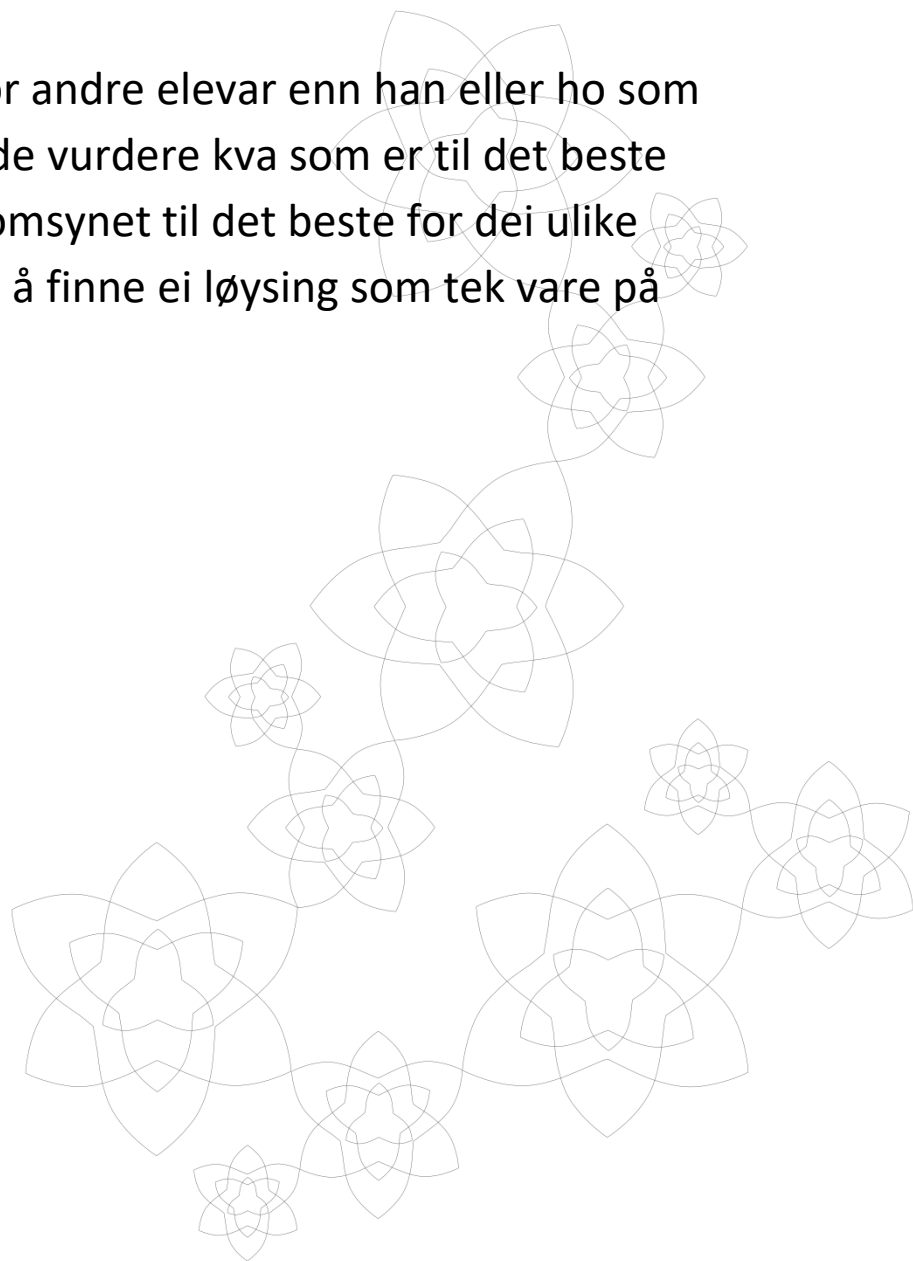 r andre elevar enn han eller ho som
de vurdere kva som er til det beste
omsynet til det beste for dei ulike
å finne ei løysing som tek vare på